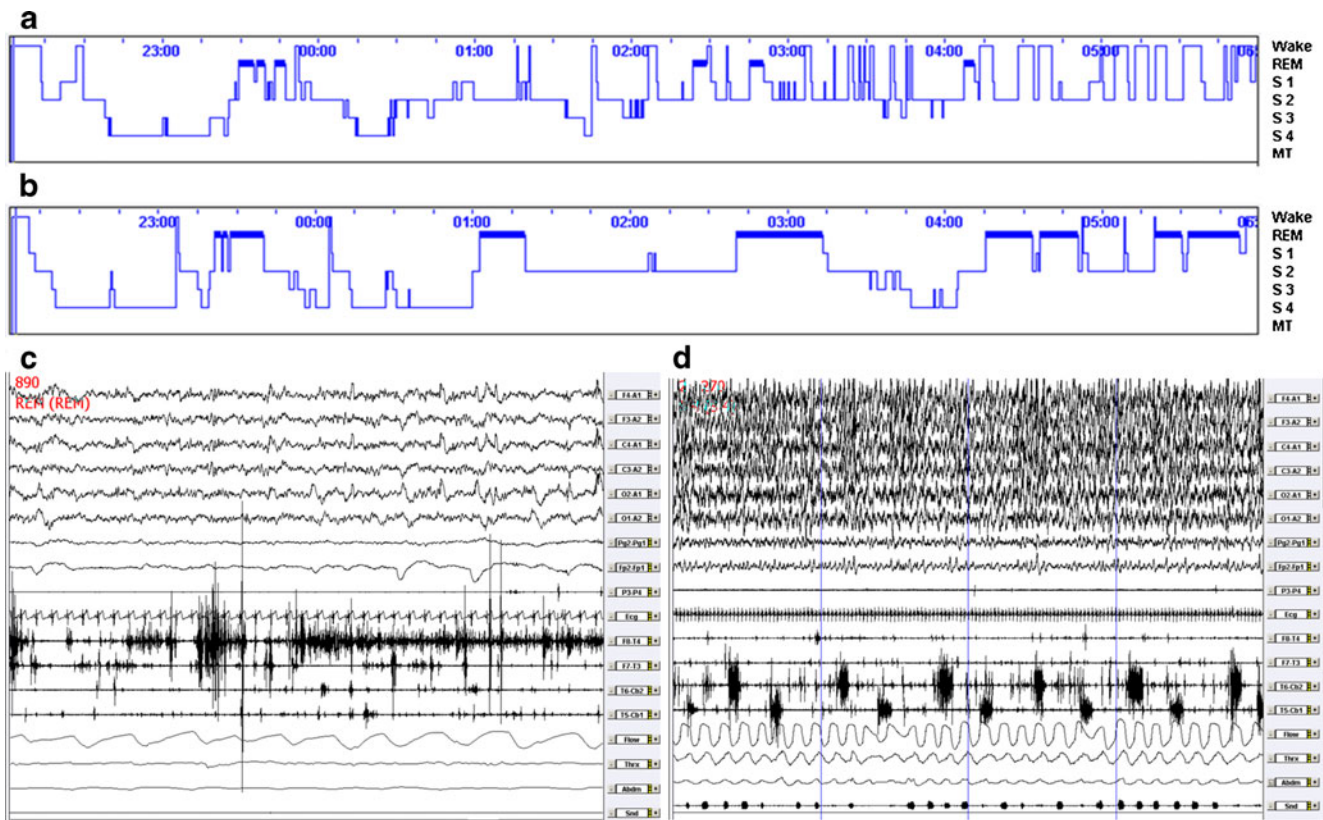 a
23:00 00:00 01:00 02:00 03:00 04:00 05:00 06:
Wake
REM
S 1
S 2
S 3
S 4
MT
b
23:00 00:00 01:00 02:00 03:00 04:00 05:00 06:
Wake
REM
S 1
S 2
S 3
S 4
MT
c
890
REM (REM)
F4-A1
F3-A2
C4-A1
C3-A2
O2-A1
O1-A2
Pg2-Pg1
Fp2-Fp1
P3-P4
Ecg
F8-T4
F7-T3
T6-Cb2
T5-Cb1
Flow
Thrx
Abdm
Snd
d
270
F4-A1
F3-A2
C4-A1
C3-A2
O2-A1
O1-A2
Pg2-Pg1
Fp2-Fp1
P3-P4
Ecg
F8-T4
F7-T3
T6-Cb2
T5-Cb1
Flow
Thrx
Abdm
Snd